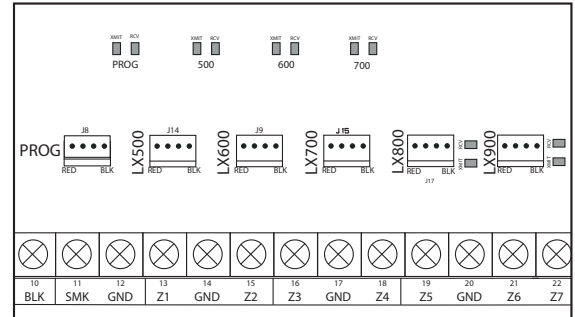 XMIT RCV XMIT RCV XMIT RCV XMIT RCV
PROG 500 600 700
J8 J14 J9 J15
PROG LX500 LX600 LX700 LX800 LX900
RCV RCV
XMIT XMIT
RED BLK RED BLK RED BLK RED BLK RED BLK RED BLK
J17
10 11 12 13 14 15 16 17 18 19 20 21 22
BLK SMK GND Z1 GND Z2 Z3 GND Z4 Z5 GND Z6 Z7